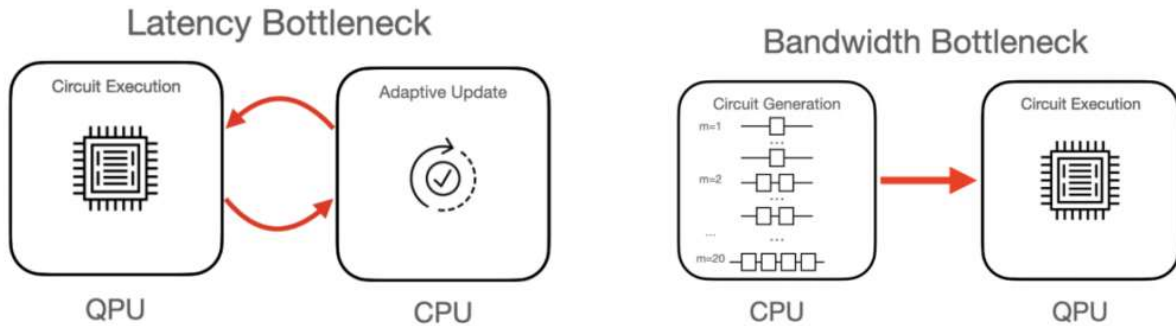 Latency Bottleneck
Circuit Execution
Adaptive Update
QPU
CPU
Bandwidth Bottleneck
Circuit Generation
m=1
...
m=2
...
... ...
m=20
Circuit Execution
CPU
QPU